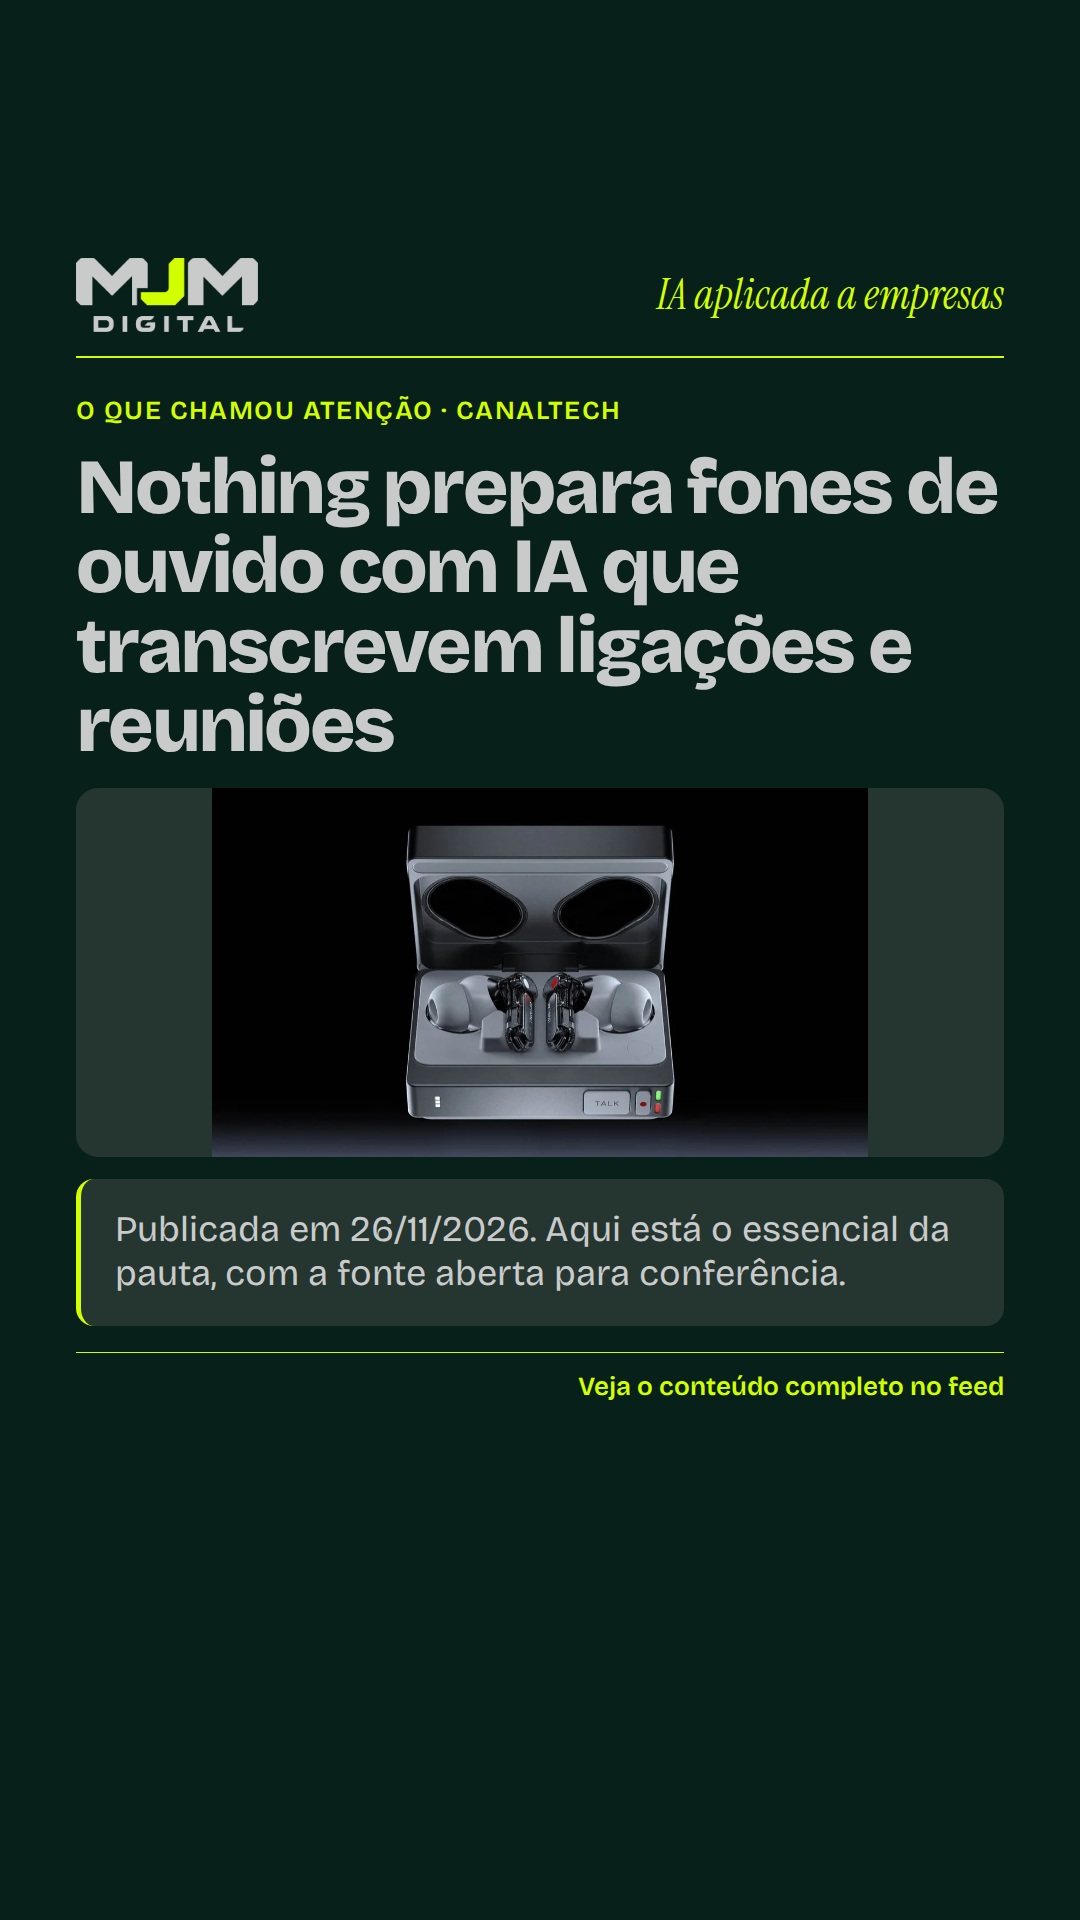 MJM
DIGITAL
IA aplicada a empresas
O QUE CHAMOU ATENÇÃO · CANALTECH
Nothing prepara fones de
ouvido com IA que
transcrevem ligações e
reuniões
TALK
Publicada em 26/11/2026. Aqui está o essencial da
pauta, com a fonte aberta para conferência.
Veja o conteúdo completo no feed